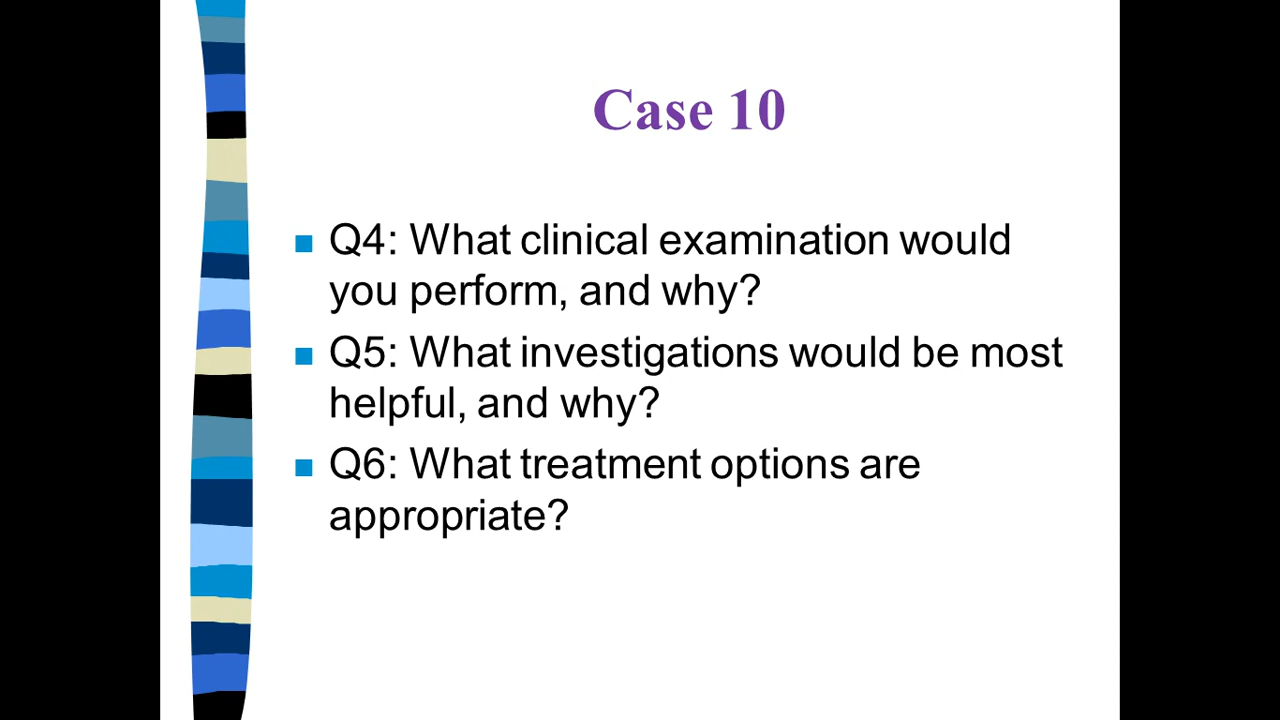 Case 10
Q4: What clinical examination would
you perform, and why?
Q5: What investigations would be most
helpful, and why?
Q6: What treatment options are
appropriate?